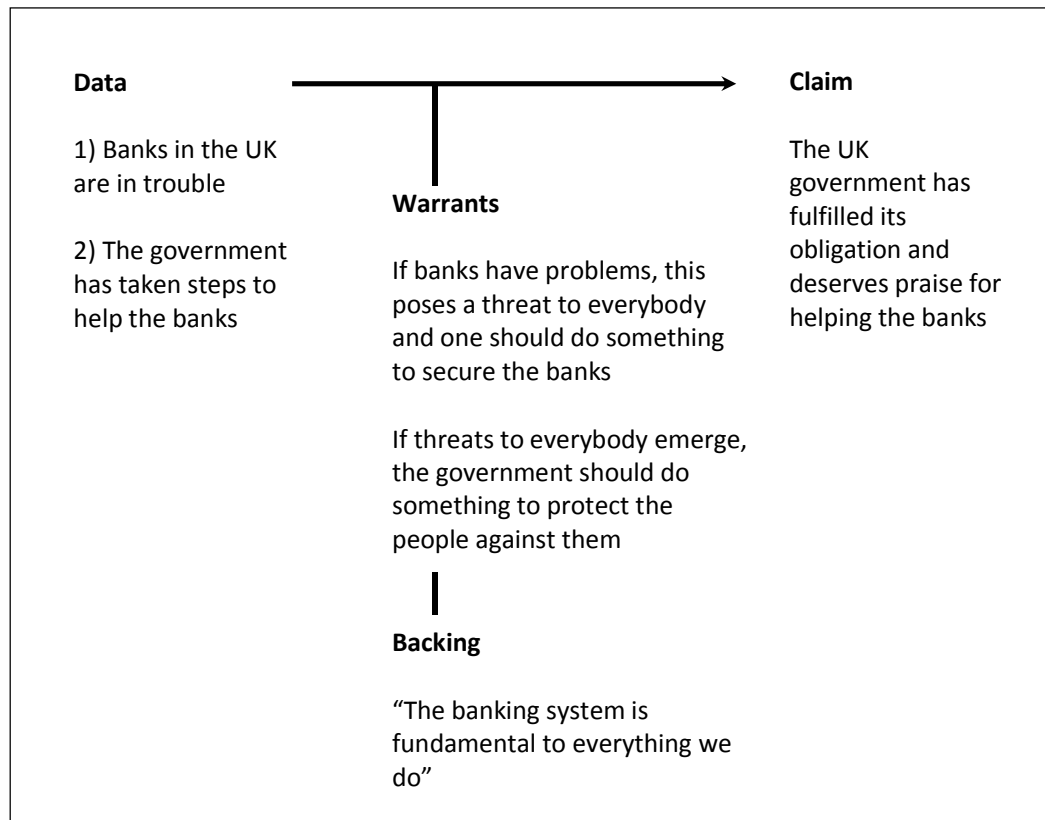 Data
1) Banks in the UK
are in trouble
2) The government
has taken steps to
help the banks
Warrants
If banks have problems, this
poses a threat to everybody
and one should do something
to secure the banks
If threats to everybody emerge,
the government should do
something to protect the
people against them
Backing
“The banking system is
fundamental to everything we
do”
Claim
The UK
government has
fulfilled its
obligation and
deserves praise for
helping the banks